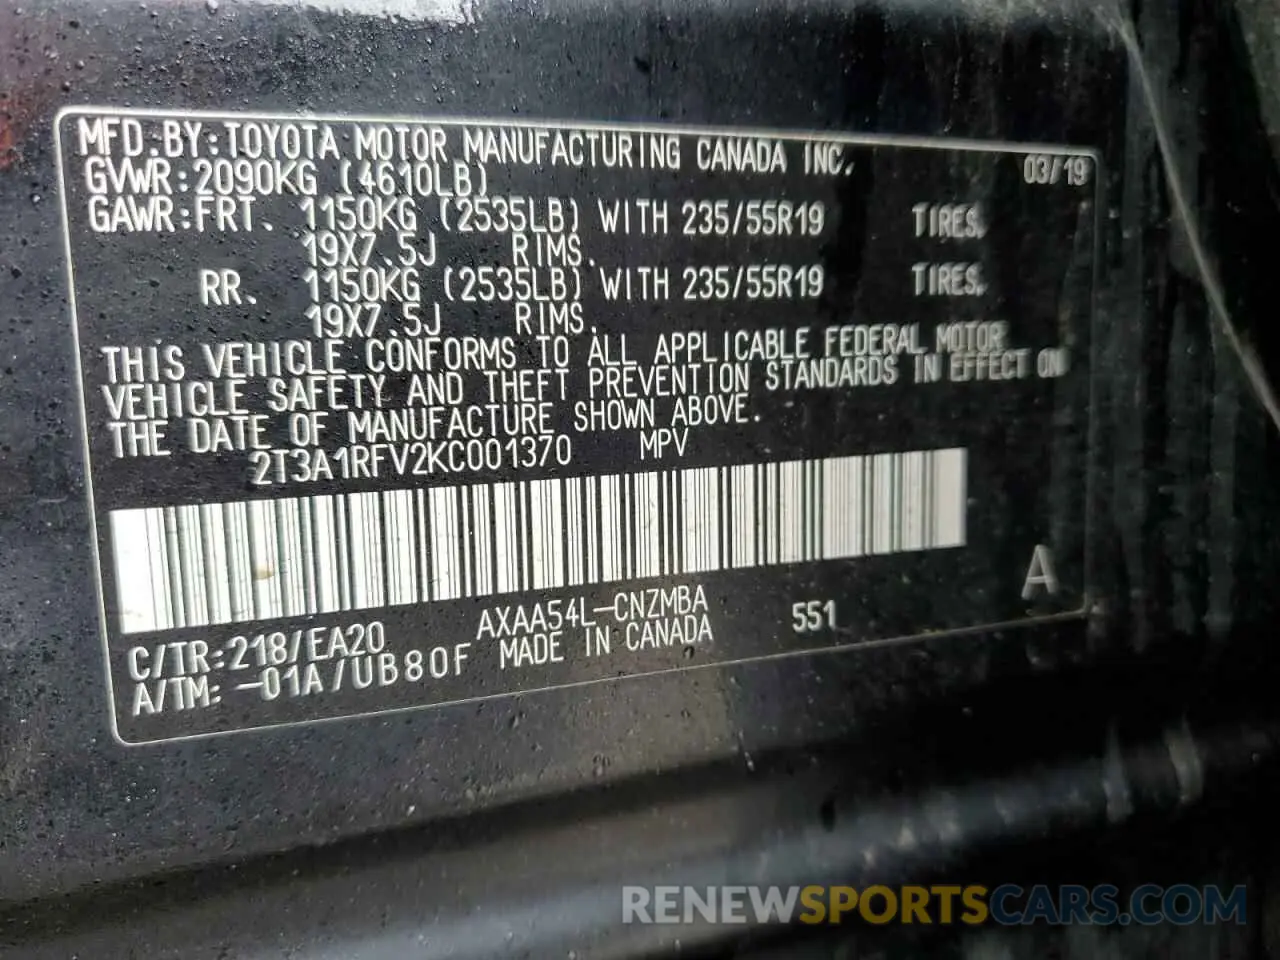 MFD.BY:TOYOTA MOTOR MANUFACTURING CANADA INC. 03/19
GVWR:2090KG (4610LB)
GAWR:FRT. 1150KG (2535LB) WITH 235/55R19 TIRES.
19X7.5J RIMS.
RR. 1150KG (2535LB) WITH 235/55R19 TIRES.
19X7.5J RIMS.
THIS VEHICLE CONFORMS TO ALL APPLICABLE FEDERAL MOTOR
VEHICLE SAFETY AND THEFT PREVENTION STANDARDS IN EFFECT ON
THE DATE OF MANUFACTURE SHOWN ABOVE.
2T3A1RFV2KC001370 MPV
A
C/TR:218/EA20 AXAA54L-CNZMBA 551
A/TM:-01A/UB80F MADE IN CANADA
RENEWSPORTSCARS.COM